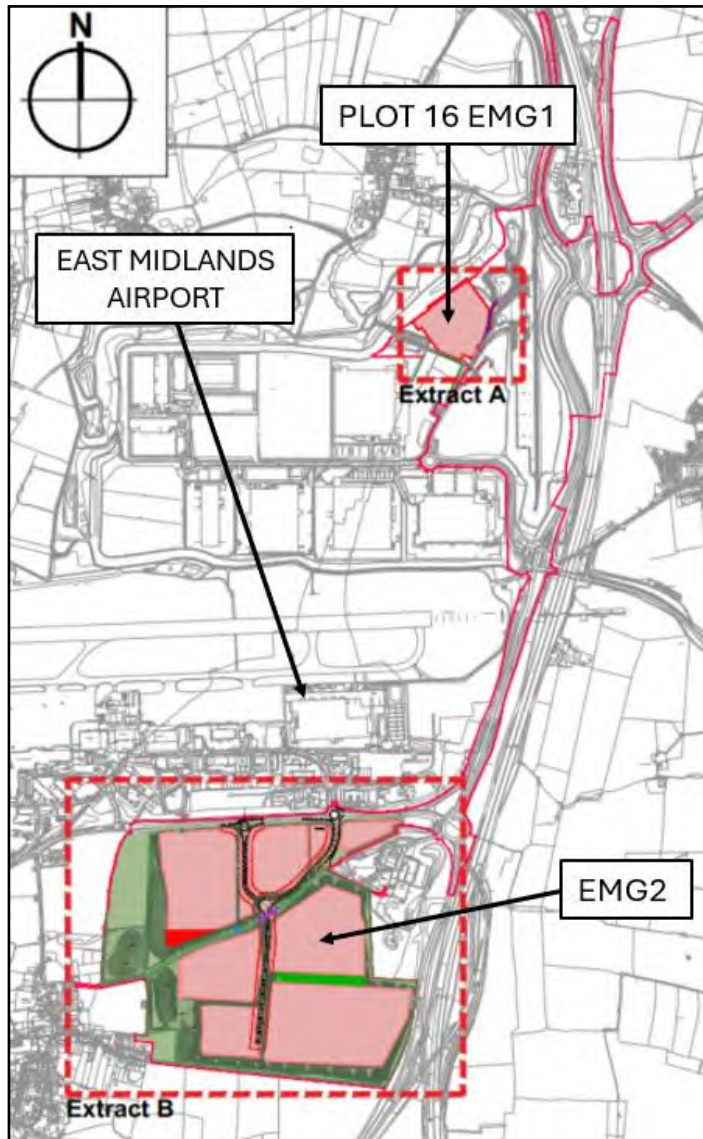 N
PLOT 16 EMG1
EAST MIDLANDS
AIRPORT
Extract A
EMG2
Extract B